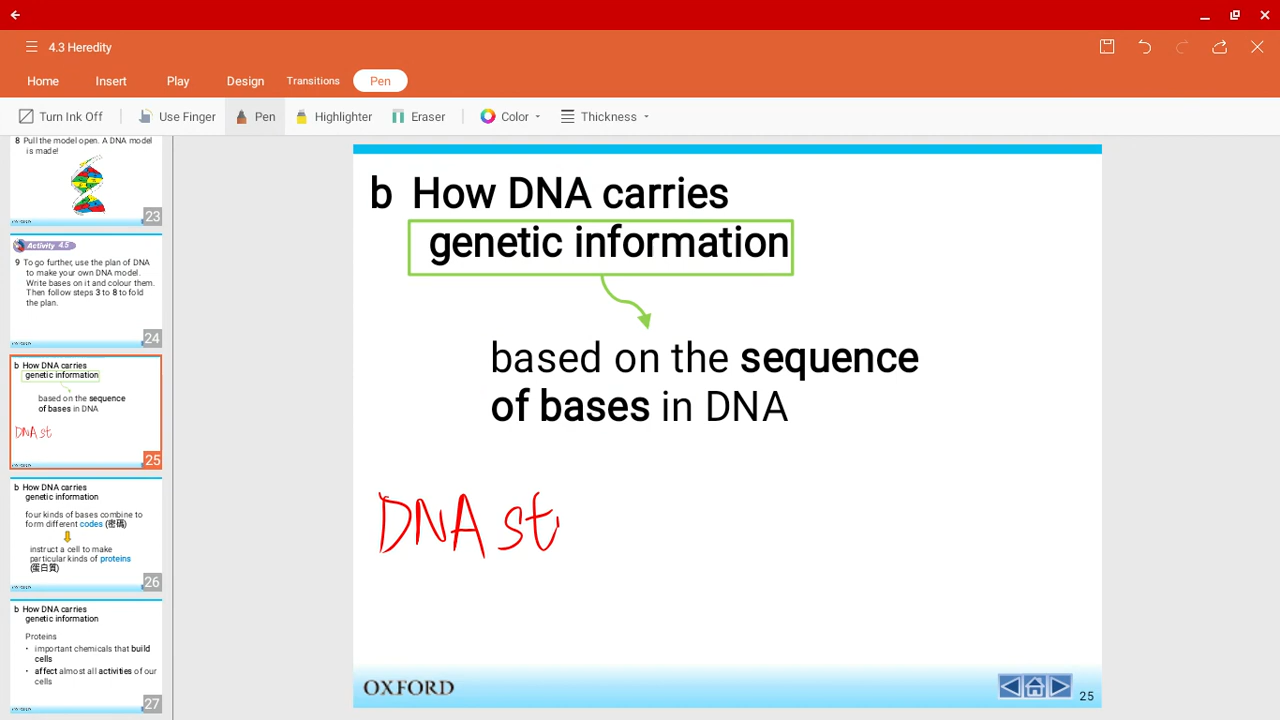 4.3 Heredity
Home Insert Play Design Transitions Pen
Turn Ink Off Use Finger Pen Highlighter Eraser Color Thickness
8 Pull the model open. A DNA model
is made!
23
Activity 4.5
9 To go further, use the plan of DNA
to make your own DNA model.
Write bases on it and colour them.
Then follow steps 3 to 8 to fold
the plan.
24
b How DNA carries
genetic information
based on the sequence
of bases in DNA
DNA st
25
b How DNA carries
genetic information
four kinds of bases combine to
form different codes (密碼)
instruct a cell to make
particular kinds of proteins
(蛋白質)
26
b How DNA carries
genetic information
Proteins
• important chemicals that build
cells
• affect almost all activities of our
cells
27
b How DNA carries
genetic information
based on the sequence
of bases in DNA
DNA st
OXFORD
25